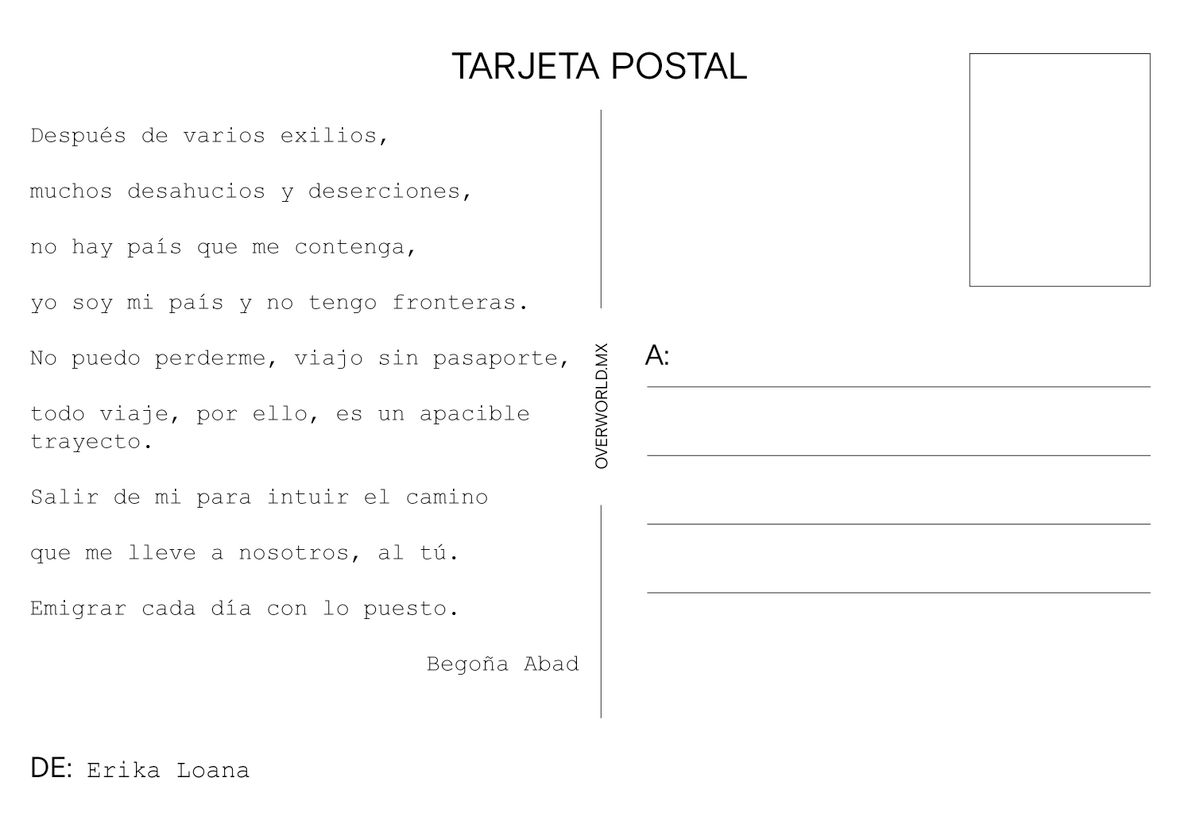 TARJETA POSTAL
Después de varios exilios,
muchos desahucios y deserciones,
no hay país que me contenga,
yo soy mi país y no tengo fronteras.
No puedo perderme, viajo sin pasaporte,
todo viaje, por ello, es un apacible
trayecto.
Salir de mi para intuir el camino
que me lleve a nosotros, al tú.
Emigrar cada día con lo puesto.
Begoña Abad
DE: Erika Loana
OVERWORLD.MX
A: